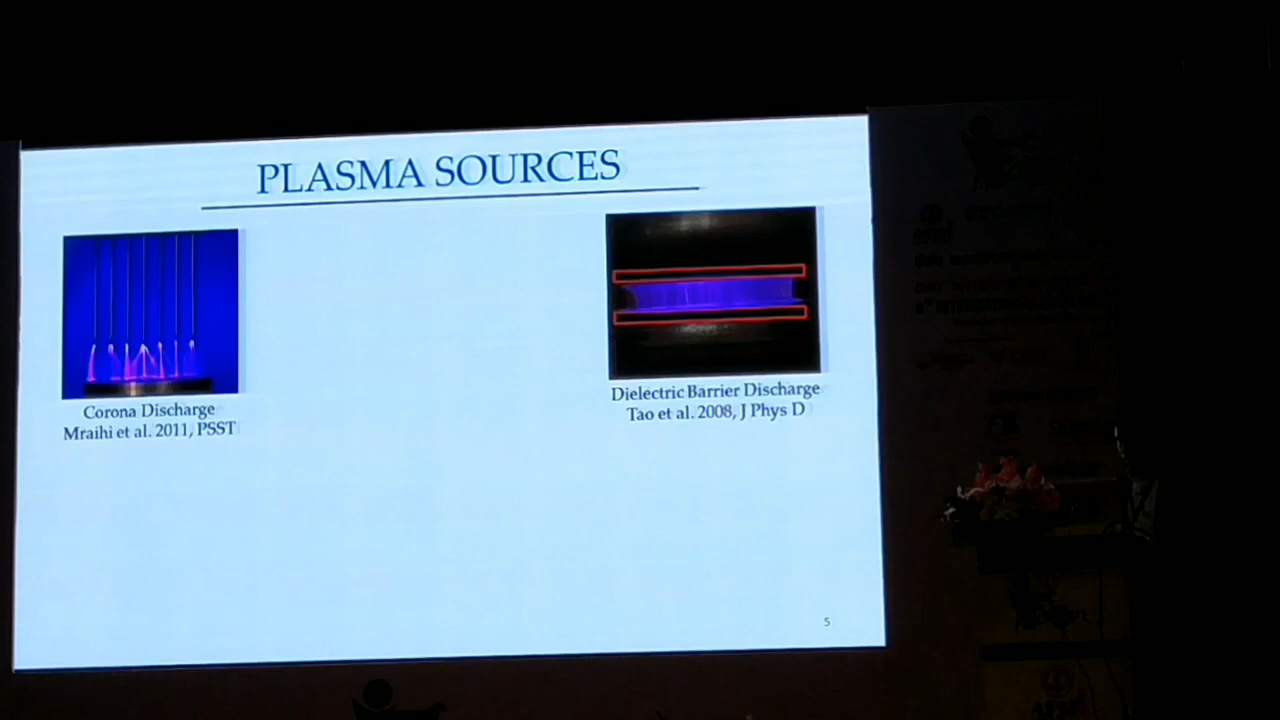 PLASMA SOURCES
Corona Discharge
Mraihi et al. 2011, PSST
Dielectric Barrier Discharge
Tao et al. 2008, J Phys D
5